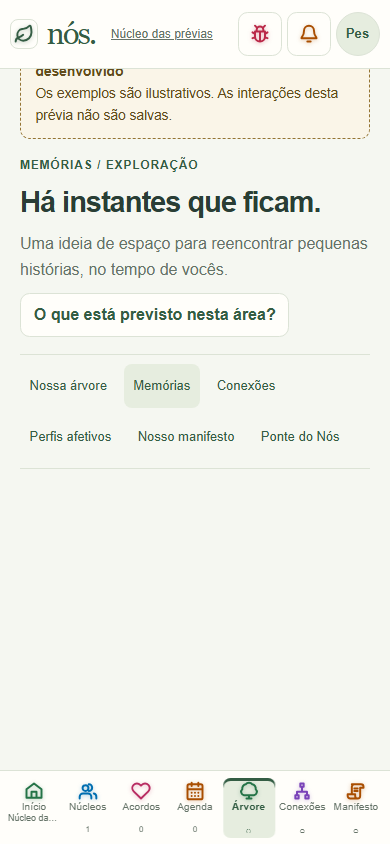 nós.
Núcleo das prévias
Pes
desenvolvido
Os exemplos são ilustrativos. As interações desta
prévia não são salvas.
MEMÓRIAS / EXPLORAÇÃO
Há instantes que ficam.
Uma ideia de espaço para reencontrar pequenas
histórias, no tempo de vocês.
O que está previsto nesta área?
Nossa árvore
Memórias
Conexões
Perfis afetivos
Nosso manifesto
Ponte do Nós
Início
Núcleos
Acordos
Agenda
Árvore
Conexões
Manifesto
Núcleo da...
1
0
0